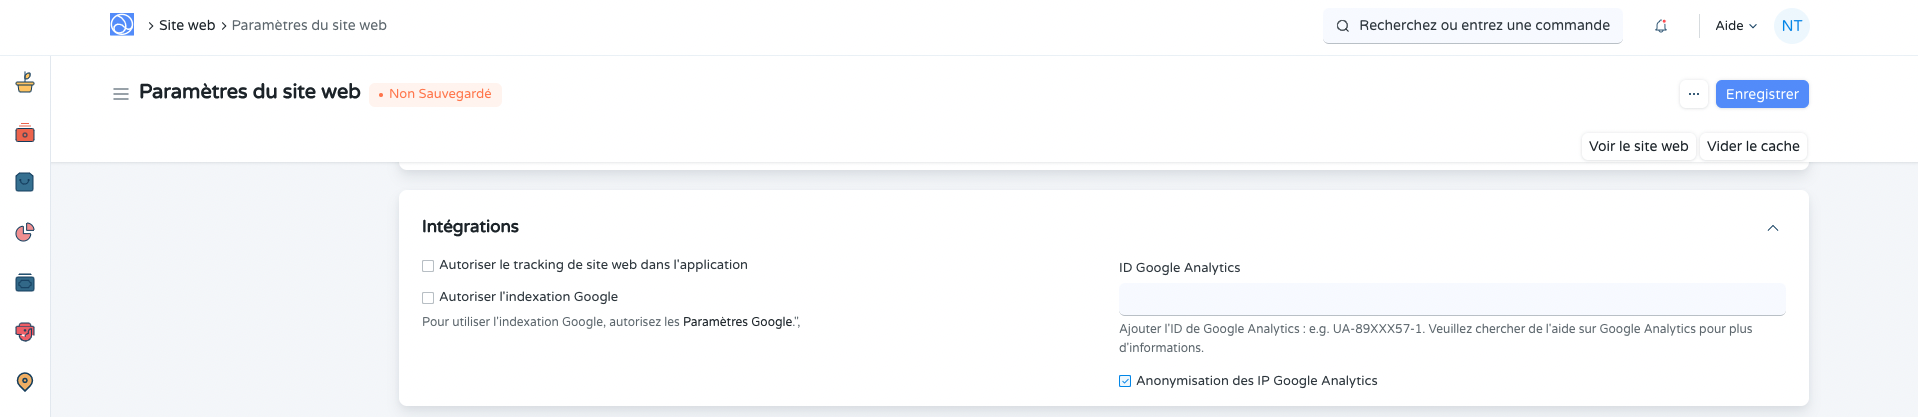 Site web
Paramètres du site web
Recherchez ou entrez une commande
Aide
NT
Paramètres du site web
• Non Sauvegardé
Enregistrer
Voir le site web
Vider le cache
Intégrations
Autoriser le tracking de site web dans l'application
Autoriser l'indexation Google
Pour utiliser l'indexation Google, autorisez les Paramètres Google.",
ID Google Analytics
Ajouter l'ID de Google Analytics : e.g. UA-89XXX57-1. Veuillez chercher de l'aide sur Google Analytics pour plus
d'informations.
Anonymisation des IP Google Analytics